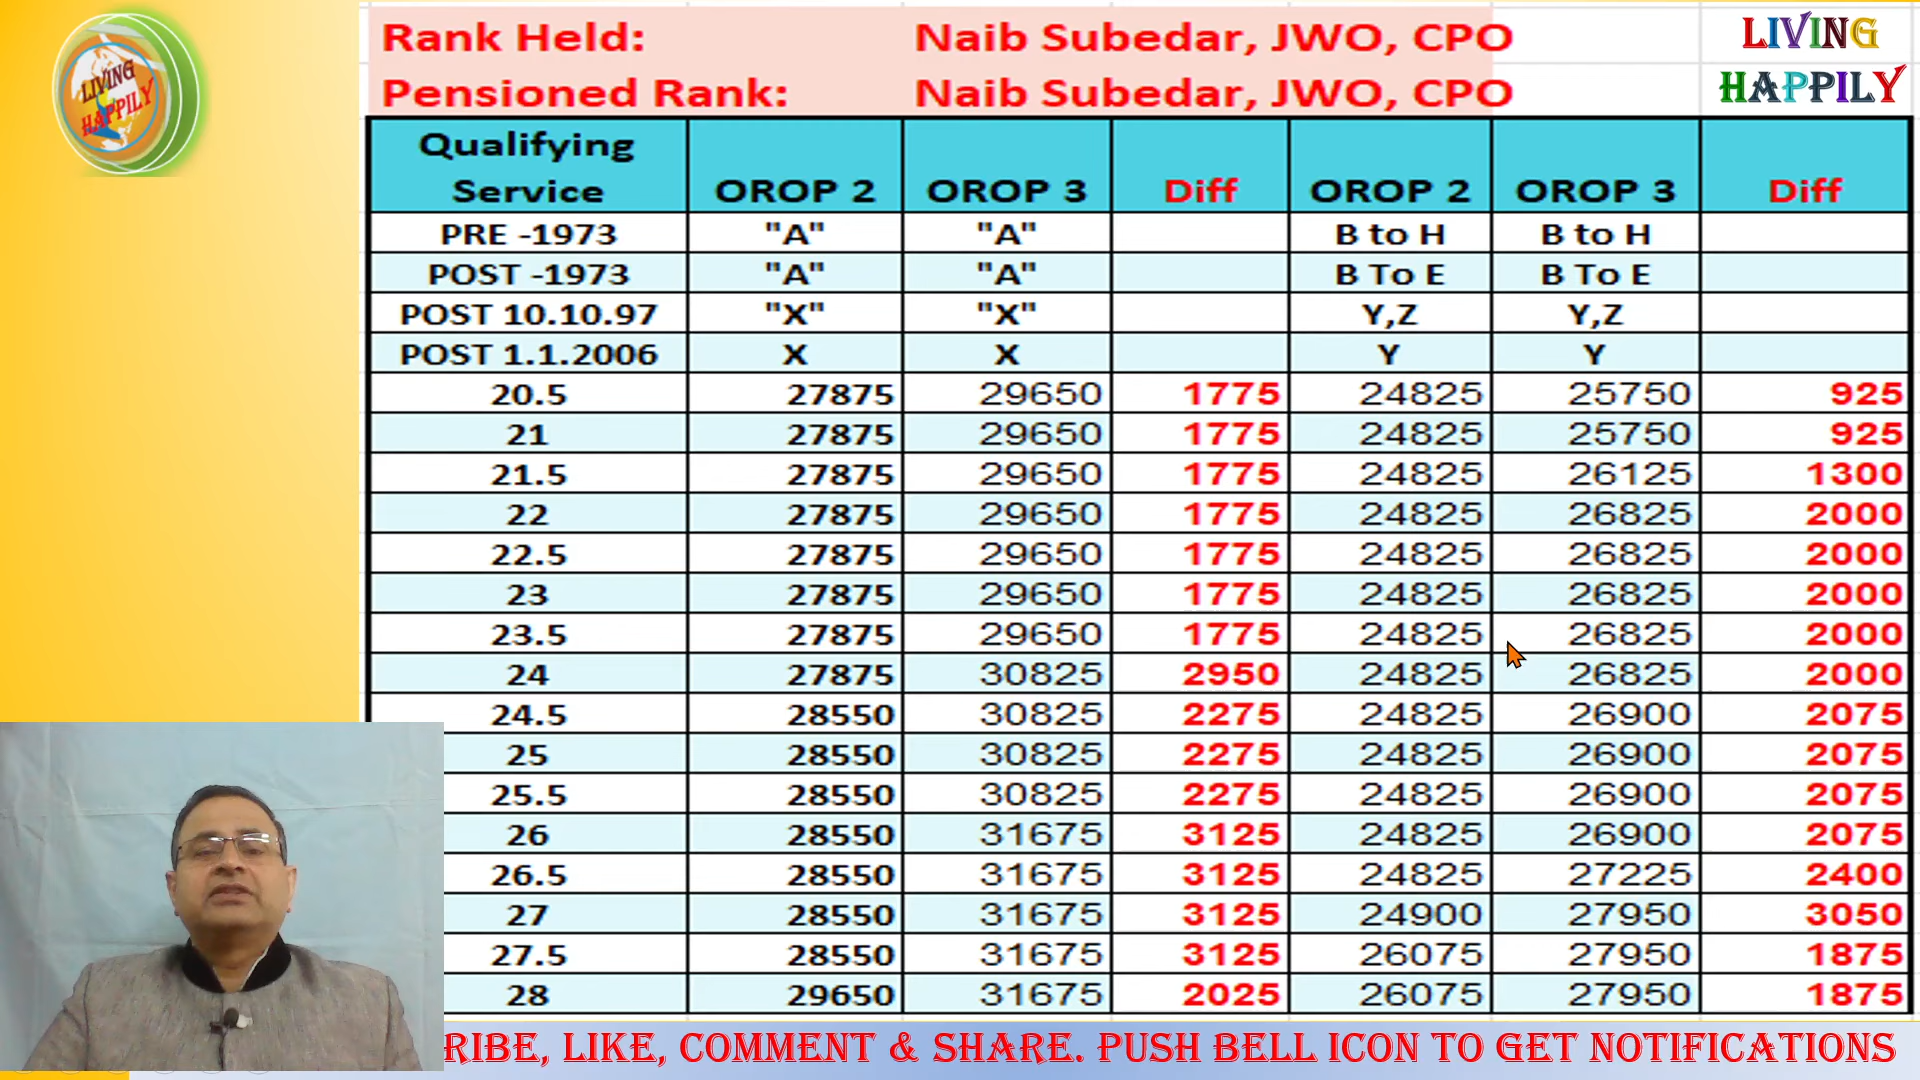 LIVING
HAPPILY
Rank Held: Naib Subedar, JWO, CPO
Pensioned Rank: Naib Subedar, JWO, CPO
LIVING
HAPPILY
Qualifying Service OROP 2 OROP 3 Diff OROP 2 OROP 3 Diff
PRE -1973 "A" "A" B to H B to H
POST -1973 "A" "A" B To E B To E
POST 10.10.97 "X" "X" Y,Z Y,Z
POST 1.1.2006 X X Y Y
20.5 27875 29650 1775 24825 25750 925
21 27875 29650 1775 24825 25750 925
21.5 27875 29650 1775 24825 26125 1300
22 27875 29650 1775 24825 26825 2000
22.5 27875 29650 1775 24825 26825 2000
23 27875 29650 1775 24825 26825 2000
23.5 27875 29650 1775 24825 26825 2000
24 27875 30825 2950 24825 26825 2000
24.5 28550 30825 2275 24825 26900 2075
25 28550 30825 2275 24825 26900 2075
25.5 28550 30825 2275 24825 26900 2075
26 28550 31675 3125 24825 26900 2075
26.5 28550 31675 3125 24825 27225 2400
27 28550 31675 3125 24900 27950 3050
27.5 28550 31675 3125 26075 27950 1875
28 29650 31675 2025 26075 27950 1875
RIBE, LIKE, COMMENT & SHARE. PUSH BELL ICON TO GET NOTIFICATIONS